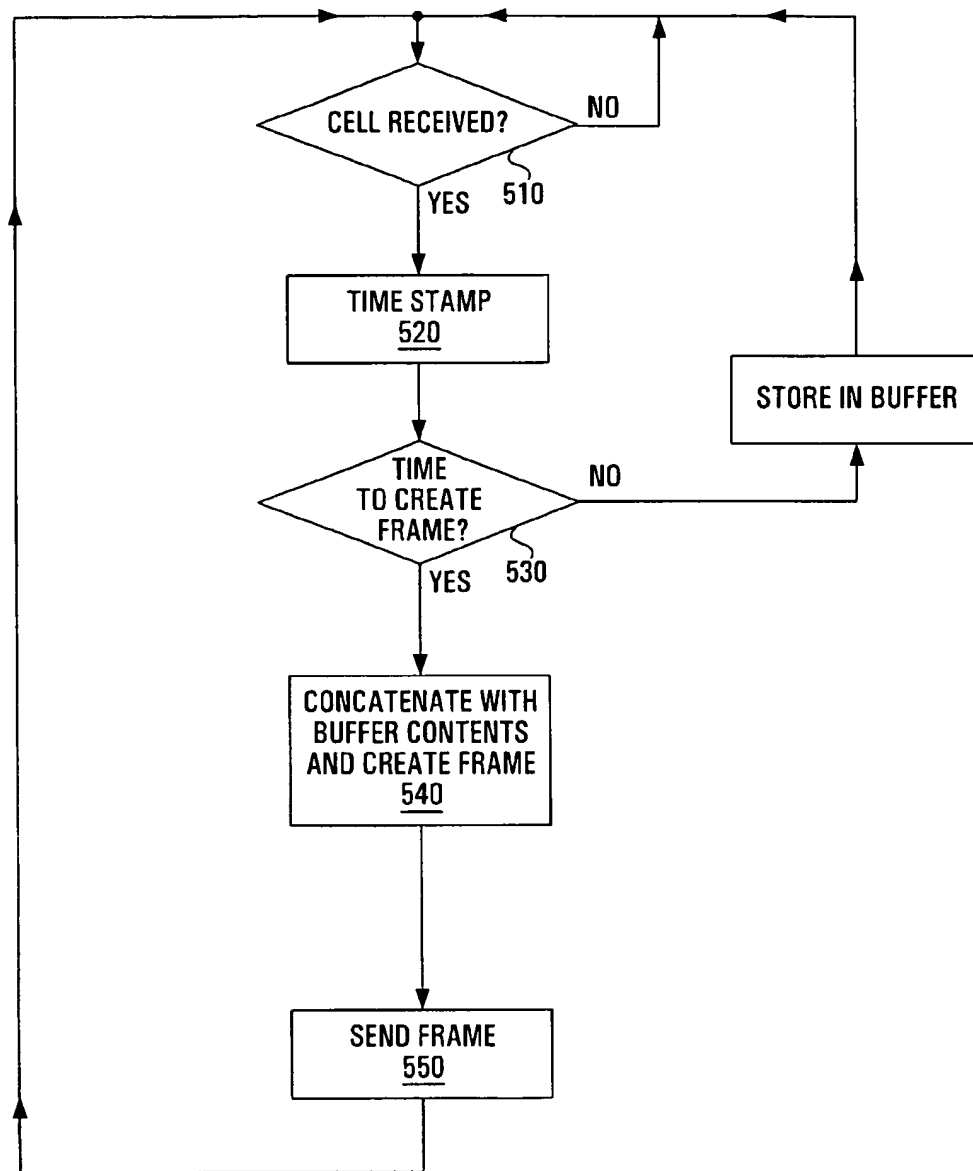 CELL RECEIVED?
NO
510
YES
TIME STAMP
520
STORE IN BUFFER
TIME
TO CREATE
FRAME?
NO
530
YES
CONCATENATE WITH
BUFFER CONTENTS
AND CREATE FRAME
540
SEND FRAME
550